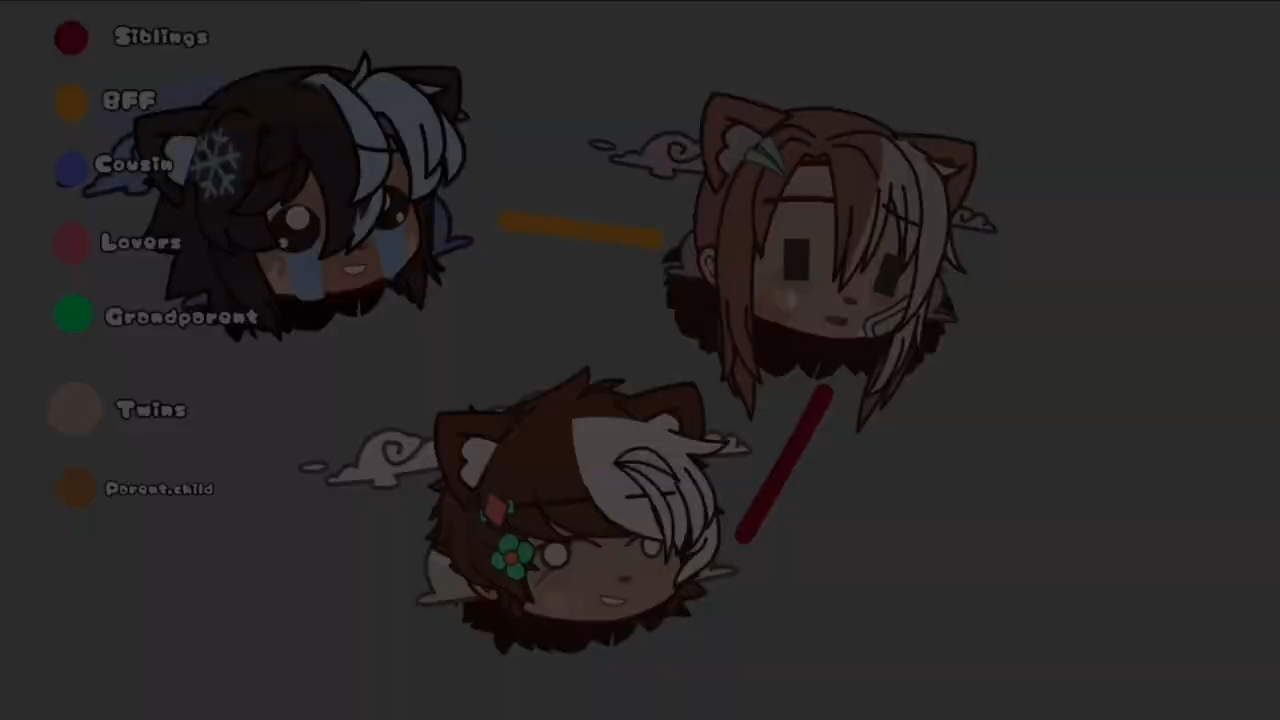 Siblings
BFF
Cousin
Lovers
Grandparent
Twins
Parent.child